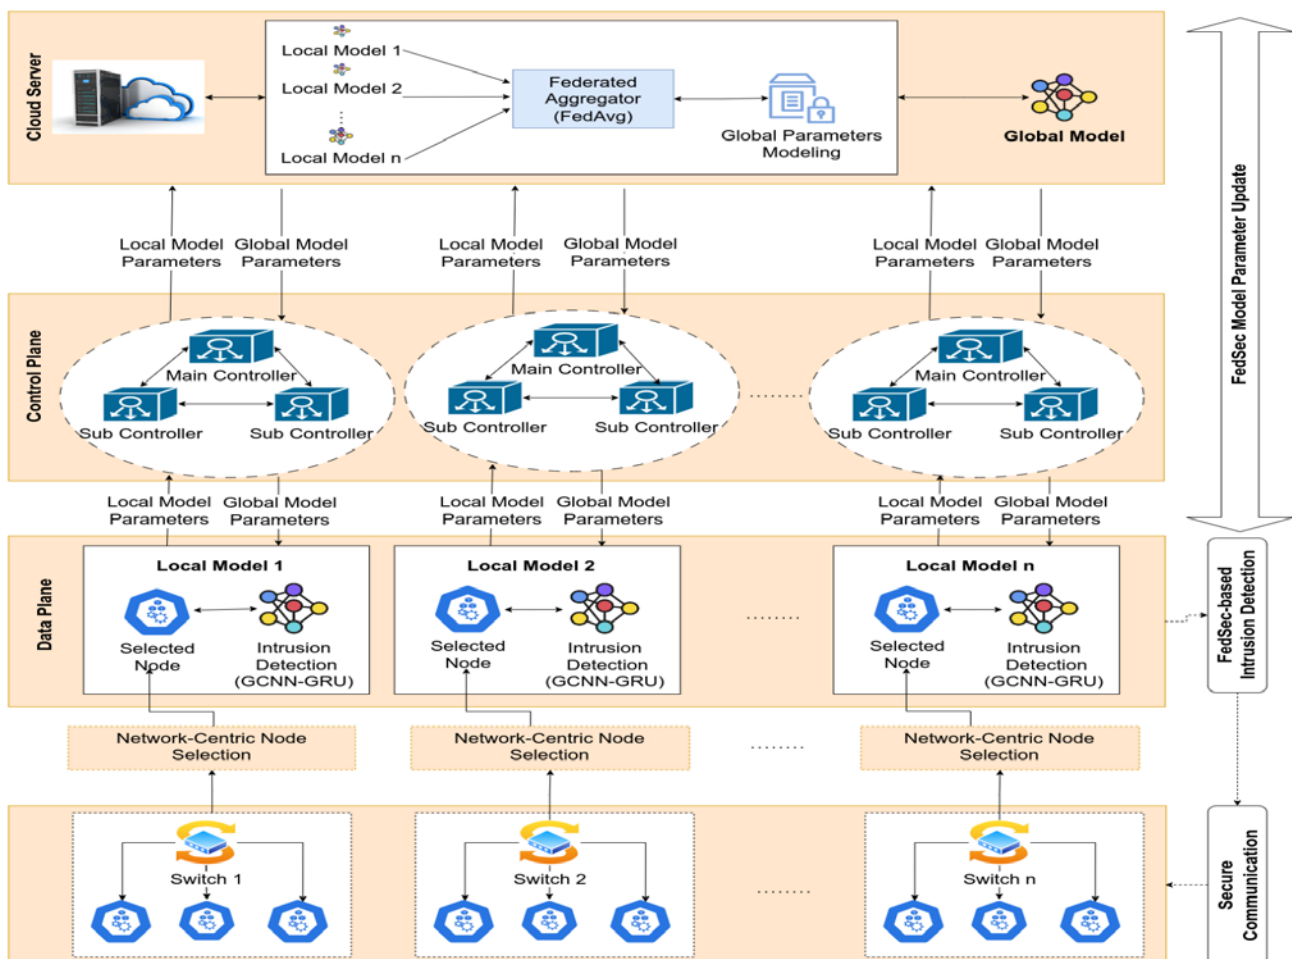 Cloud Server
Local Model 1
Local Model 2
Local Model n
Federated
Aggregator
(FedAvg)
Global Parameters
Modeling
Global Model
FedSec Model Parameter Update
Local Model
Parameters
Global Model
Parameters
Local Model
Parameters
Global Model
Parameters
Local Model
Parameters
Global Model
Parameters
Control Plane
Main Controller
Sub Controller
Sub Controller
Main Controller
Sub Controller
Sub Controller
Main Controller
Sub Controller
Sub Controller
Local Model
Parameters
Global Model
Parameters
Local Model
Parameters
Global Model
Parameters
Local Model
Parameters
Global Model
Parameters
Data Plane
Local Model 1
Selected
Node
Intrusion
Detection
(GCNN-GRU)
Local Model 2
Selected
Node
Intrusion
Detection
(GCNN-GRU)
Local Model n
Selected
Node
Intrusion
Detection
(GCNN-GRU)
FedSec-based
Intrusion Detection
Network-Centric Node
Selection
Network-Centric Node
Selection
Network-Centric Node
Selection
Switch 1
Switch 2
Switch n
Secure
Communication